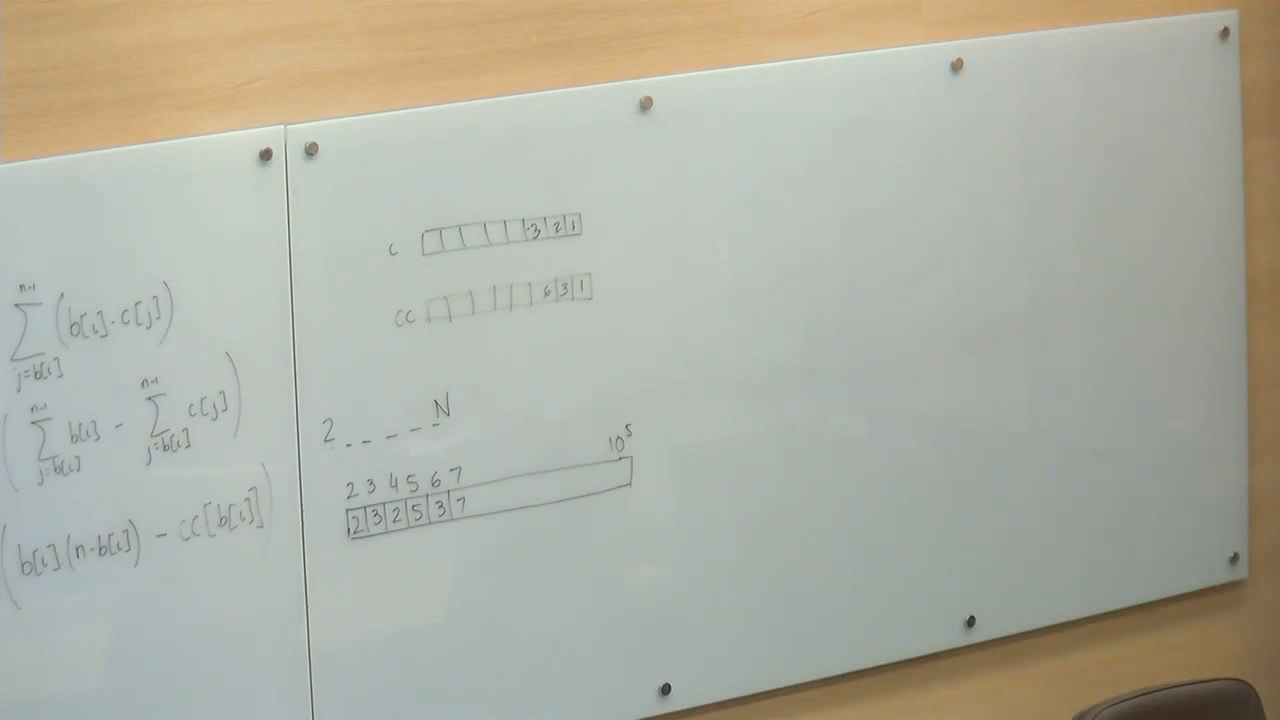 n-1
∑ (b[i] - c[j])
j=b[i]
n-1 n-1
( ∑ b[i] - ∑ c[j] )
j=b[i] j=b[i]
( b[i] (n-b[i]) - cc[b[i]] )
C 3 2 1
CC 6 3 1
2 - - - - N
10^5
2 3 4 5 6 7
2 3 2 5 3 7